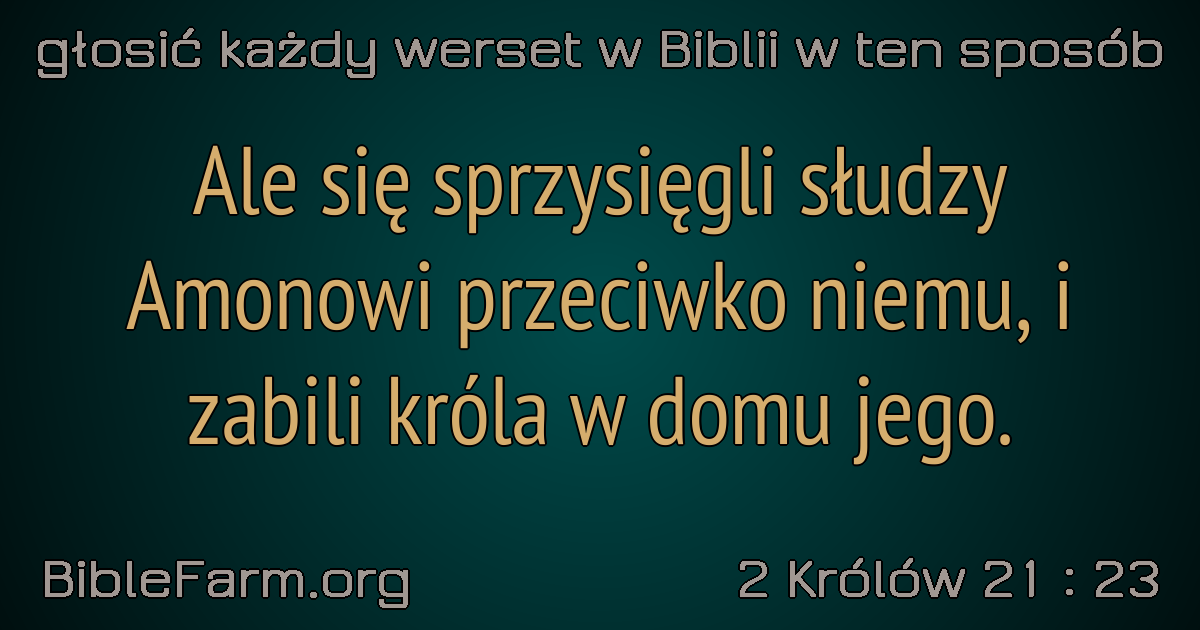 głosić każdy werset w Biblii w ten sposób
Ale się sprzysięgli słudzy
Amonowi przeciwko niemu, i
zabili króla w domu jego.
BibleFarm.org
2 Królów 21 : 23